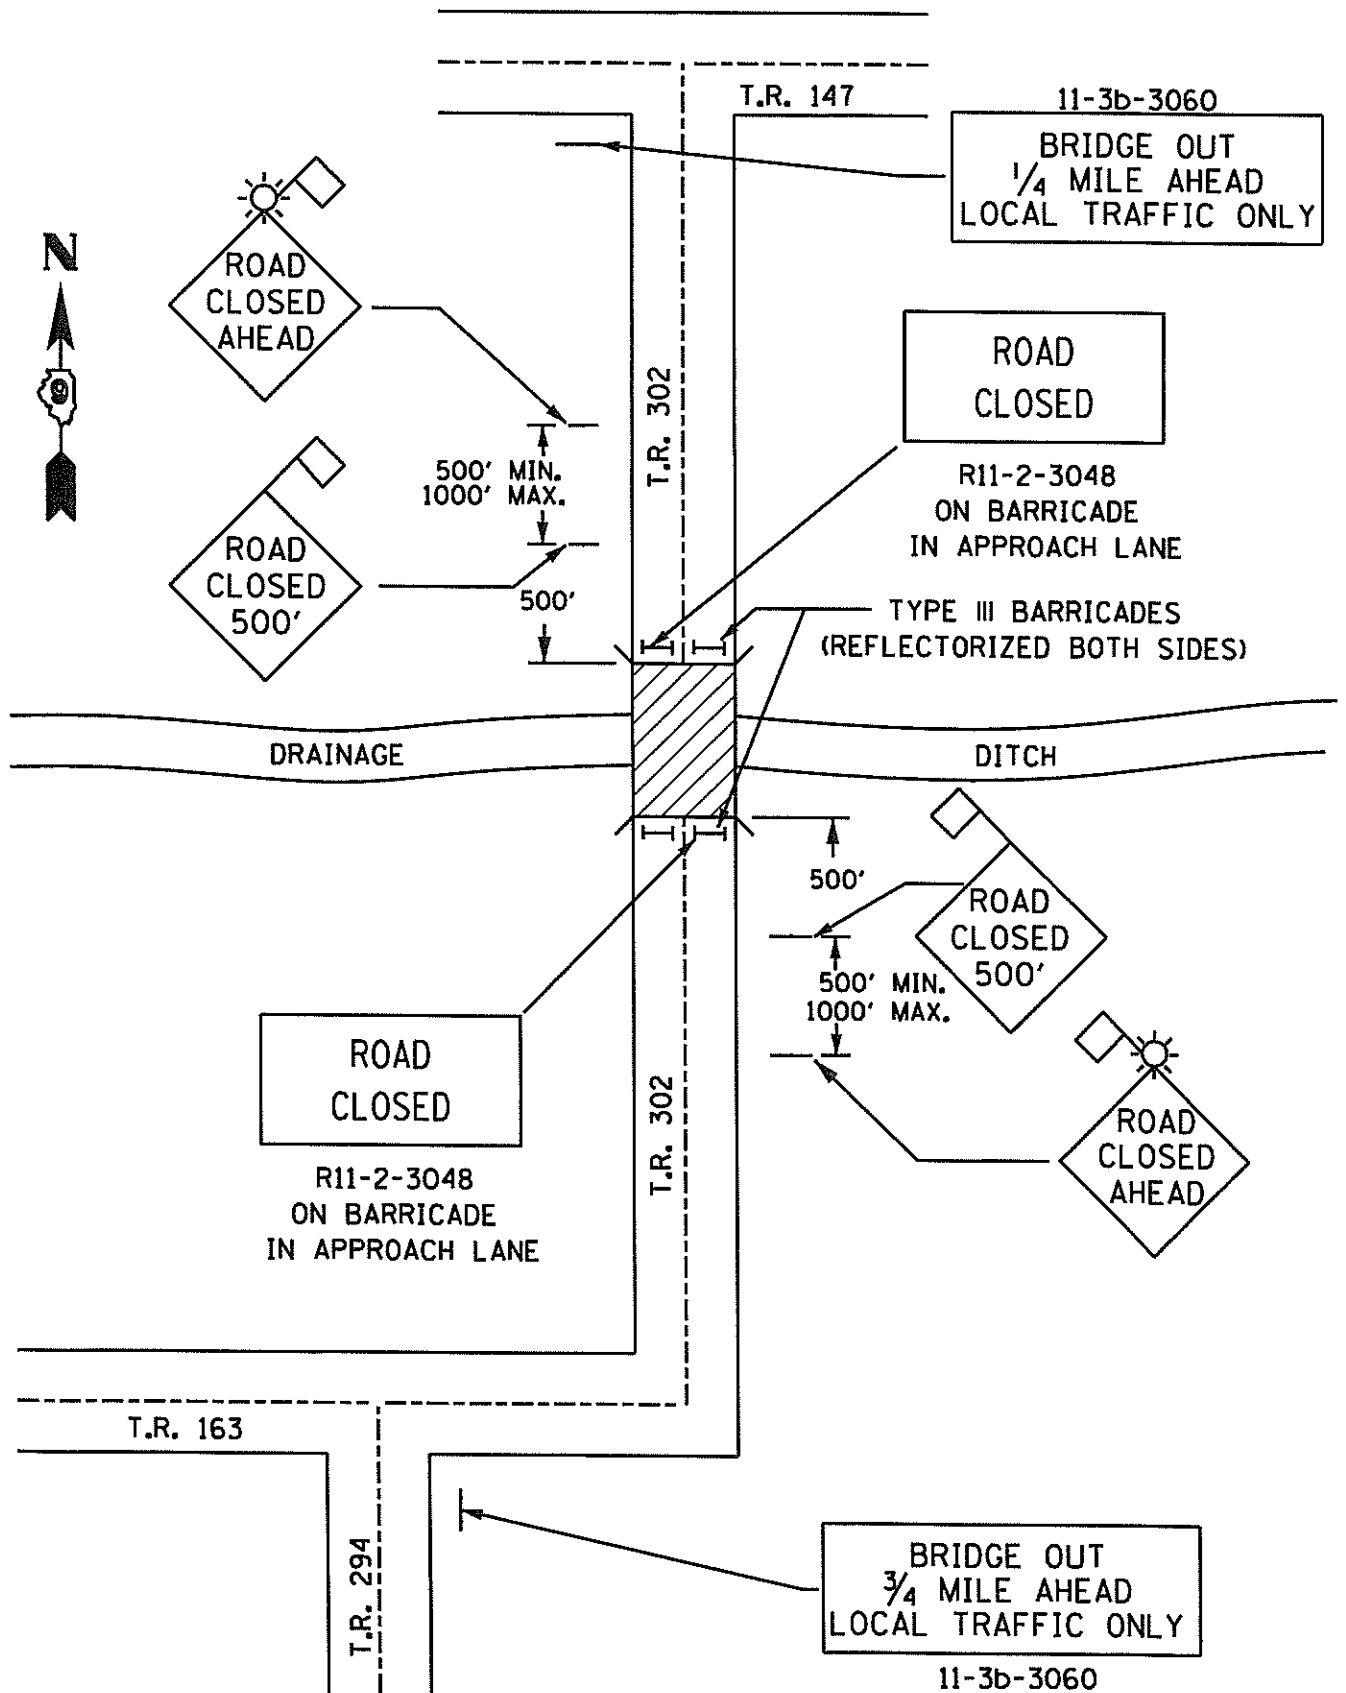 T.R. 147
11-3b-3060
BRIDGE OUT
1/4 MILE AHEAD
LOCAL TRAFFIC ONLY
N
9
ROAD
CLOSED
AHEAD
ROAD
CLOSED
R11-2-3048
ON BARRICADE
IN APPROACH LANE
T.R. 302
500' MIN.
1000' MAX.
ROAD
CLOSED
500'
500'
TYPE III BARRICADES
(REFLECTORIZED BOTH SIDES)
DRAINAGE
DITCH
500'
ROAD
CLOSED
500'
500' MIN.
1000' MAX.
ROAD
CLOSED
R11-2-3048
ON BARRICADE
IN APPROACH LANE
T.R. 302
ROAD
CLOSED
AHEAD
T.R. 163
T.R. 294
BRIDGE OUT
3/4 MILE AHEAD
LOCAL TRAFFIC ONLY
11-3b-3060